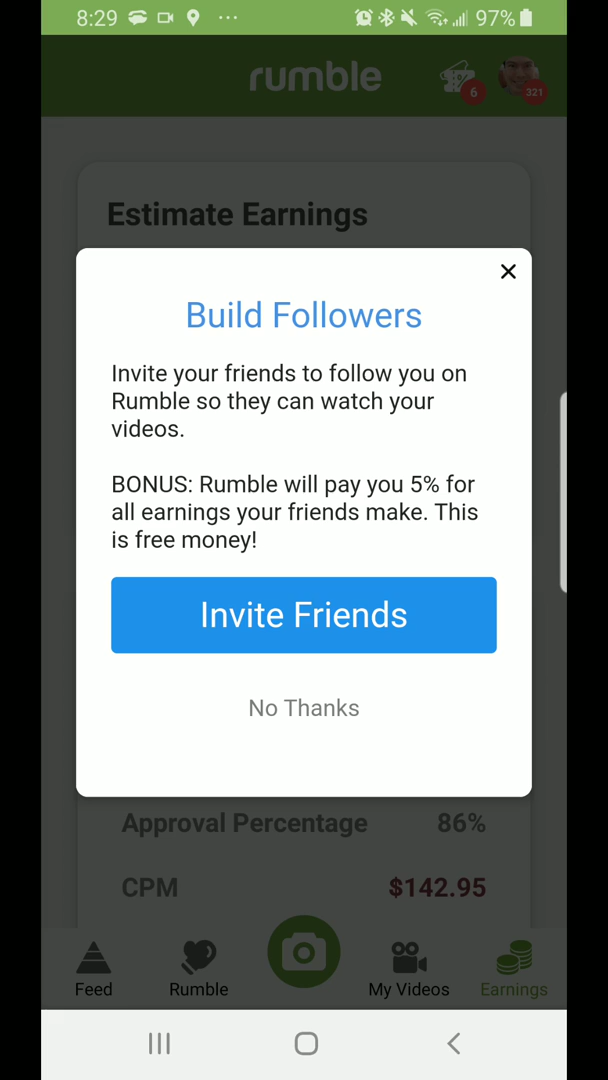 8:29 ... 97%
rumble
6
321
Estimate Earnings
Build Followers
Invite your friends to follow you on
Rumble so they can watch your
videos.
BONUS: Rumble will pay you 5% for
all earnings your friends make. This
is free money!
Invite Friends
No Thanks
Approval Percentage 86%
CPM $142.95
Feed Rumble My Videos Earnings